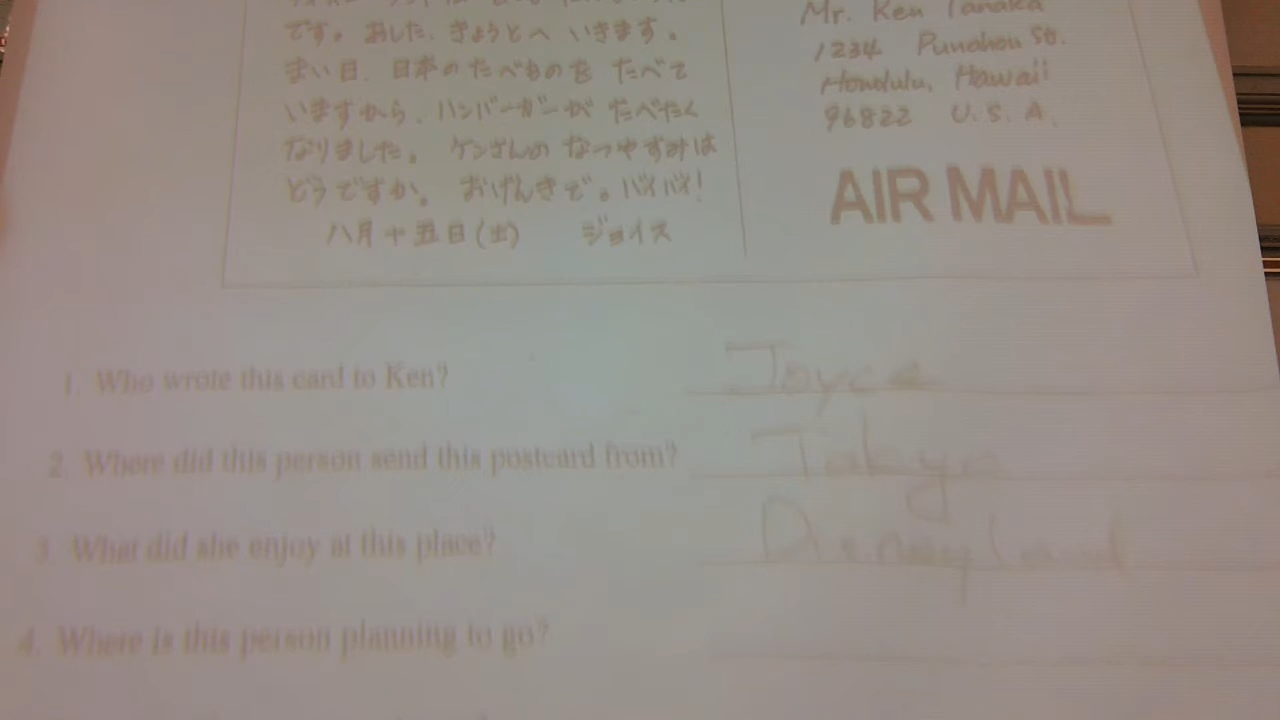 です。あした、きょうとへ いきます。
まい日、日本のたべものを たべて
いますから、ハンバーガーが たべたく
なりました。 ケンさんの なつやすみは
どうですか。 おげんきで。バイバイ!
八月十五日(土) ジョイス
Mr. Ken Tanaka
1234 Punahou St.
Honolulu, Hawaii
96822 U.S.A.
AIR MAIL
1. Who wrote this card to Ken? Joyce
2. Where did this person send this postcard from? Tokyo
3. What did she enjoy at this place? Disneyland
4. Where is this person planning to go?